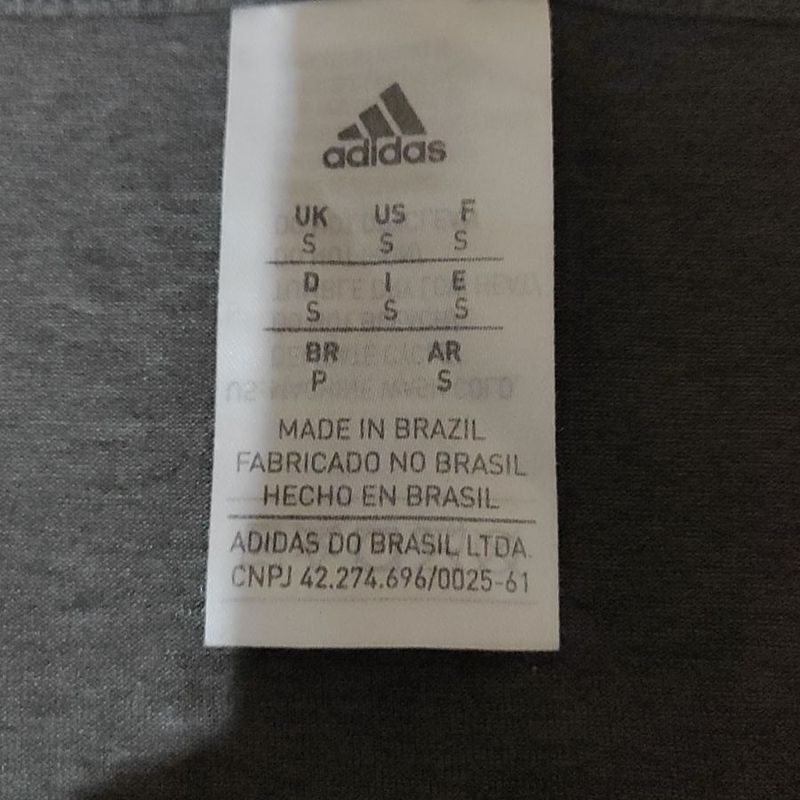 adidas
UK US F
S S S
D I E
S S S
BR AR
P S
MADE IN BRAZIL
FABRICADO NO BRASIL
HECHO EN BRASIL
ADIDAS DO BRASIL LTDA.
CNPJ 42.274.696/0025-61